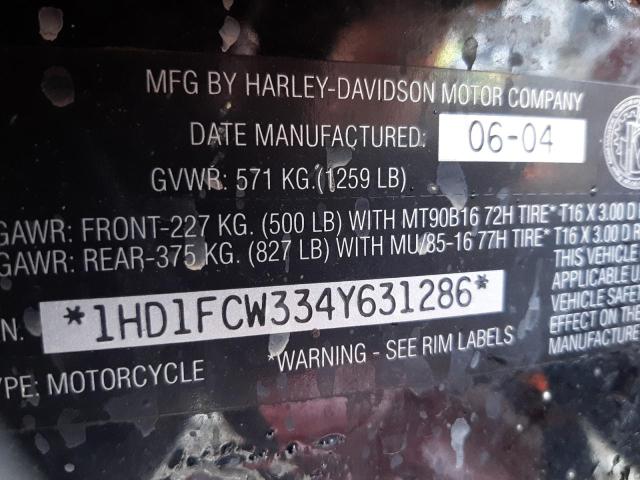 MFG BY HARLEY-DAVIDSON MOTOR COMPANY
DATE MANUFACTURED: 06-04
GVWR: 571 KG.(1259 LB)
GAWR: FRONT-227 KG. (500 LB) WITH MT90B16 72H TIRE* T16 X 3.00 D
GAWR: REAR-375 KG. (827 LB) WITH MU/85-16 77H TIRE* T16 X 3.00 D R
THIS VEHICLE
APPLICABLE
VEHICLE SAFE
EFFECT ON THE
MANUFACTURE
N. *1HD1FCW334Y631286*
*WARNING - SEE RIM LABELS
YPE: MOTORCYCLE